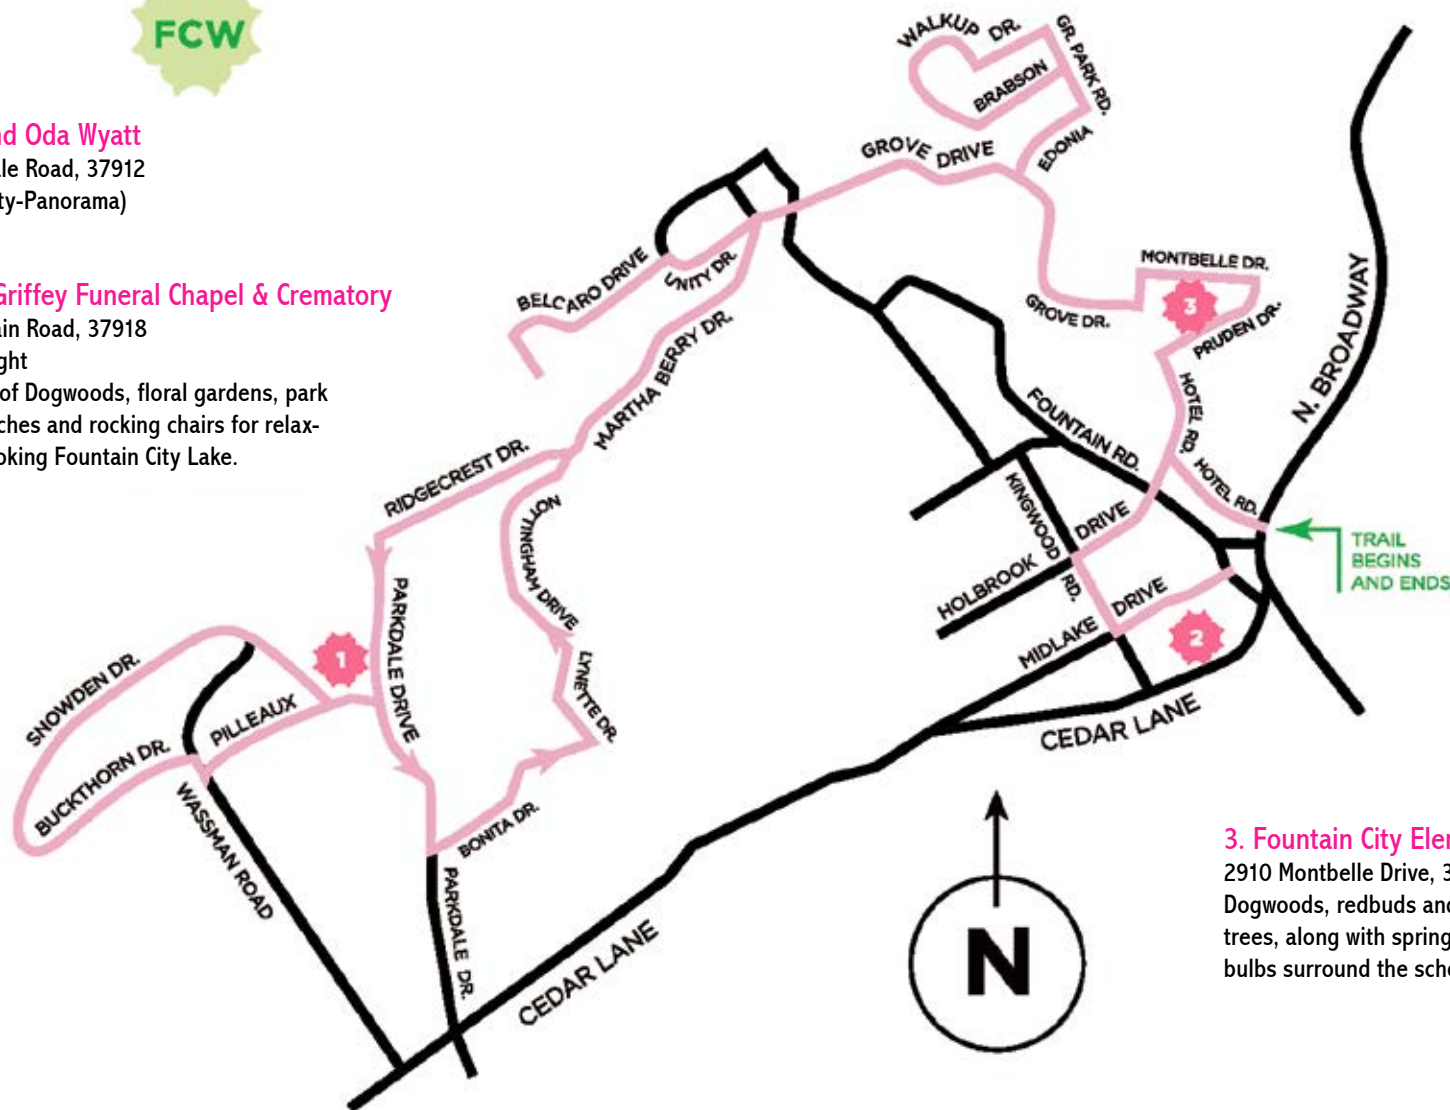 FCW
nd Oda Wyatt
le Road, 37912
ty-Panorama)
Griffey Funeral Chapel & Crematory
in Road, 37918
ght
of Dogwoods, floral gardens, park
ches and rocking chairs for relax-
oking Fountain City Lake.
WALKUP DR.
GR. PARK RD.
BRABSON
EDONIA
GROVE DRIVE
BELCARO DRIVE
UNITY DR.
MONTBELLE DR.
3
GROVE DR.
PRUDEN DR.
N. BROADWAY
MARTHA BERRY DR.
HOTEL RD.
FOUNTAIN RD.
RIDGECREST DR.
HOTEL RD.
KINGWOOD RD.
NOTTINGHAM DRIVE
HOLBROOK DRIVE
TRAIL
BEGINS
AND ENDS
PARKDALE DRIVE
MIDLAKE DRIVE
2
1
LYNETTE DR.
SNOWDEN DR.
PILLEAUX
BUCKTHORN DR.
CEDAR LANE
WASSMAN ROAD
BONITA DR.
PARKDALE DR.
CEDAR LANE
N
3. Fountain City Ele
2910 Montbelle Drive, 3
Dogwoods, redbuds and
trees, along with spring
bulbs surround the scho